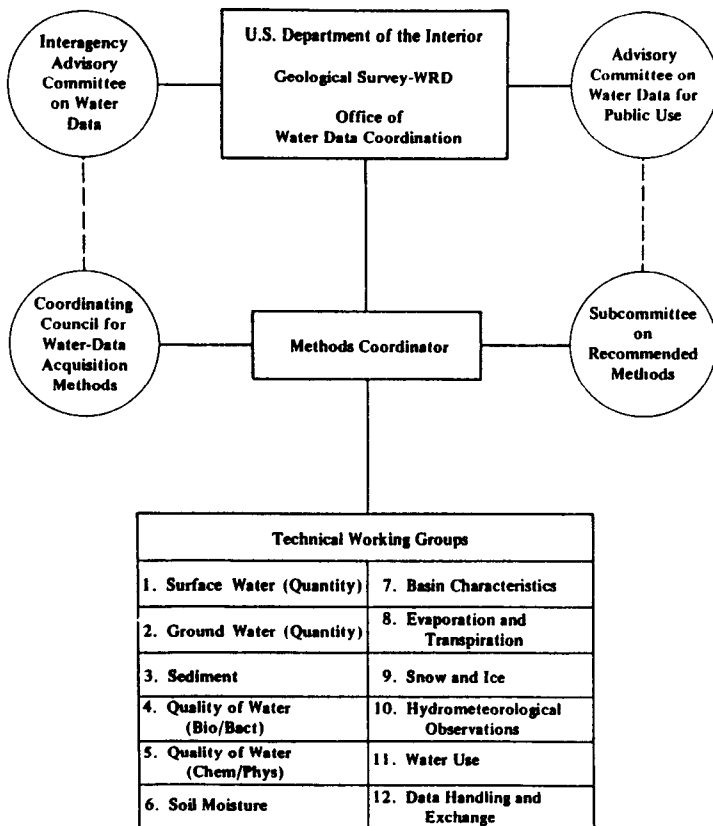 Interagency
Advisory
Committee
on Water
Data
U.S. Department of the Interior
Geological Survey-WRD
Office of
Water Data Coordination
Advisory
Committee on
Water Data for
Public Use
Coordinating
Council for
Water-Data
Acquisition
Methods
Methods Coordinator
Subcommittee
on
Recommended
Methods
Technical Working Groups
1. Surface Water (Quantity)
2. Ground Water (Quantity)
3. Sediment
4. Quality of Water
(Bio/Bact)
5. Quality of Water
(Chem/Phys)
6. Soil Moisture
7. Basin Characteristics
8. Evaporation and
Transpiration
9. Snow and Ice
10. Hydrometeorological
Observations
11. Water Use
12. Data Handling and
Exchange